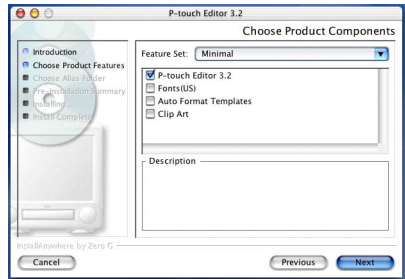 P-touch Editor 3.2
Choose Product Components
Introduction
Choose Product Features
Choose Alias Folder
Pre-Installation Summary
Installing...
Install Complete
Feature Set: Minimal
P-touch Editor 3.2
Fonts(US)
Auto Format Templates
Clip Art
Description
InstallAnywhere by Zero G
Cancel
Previous
Next